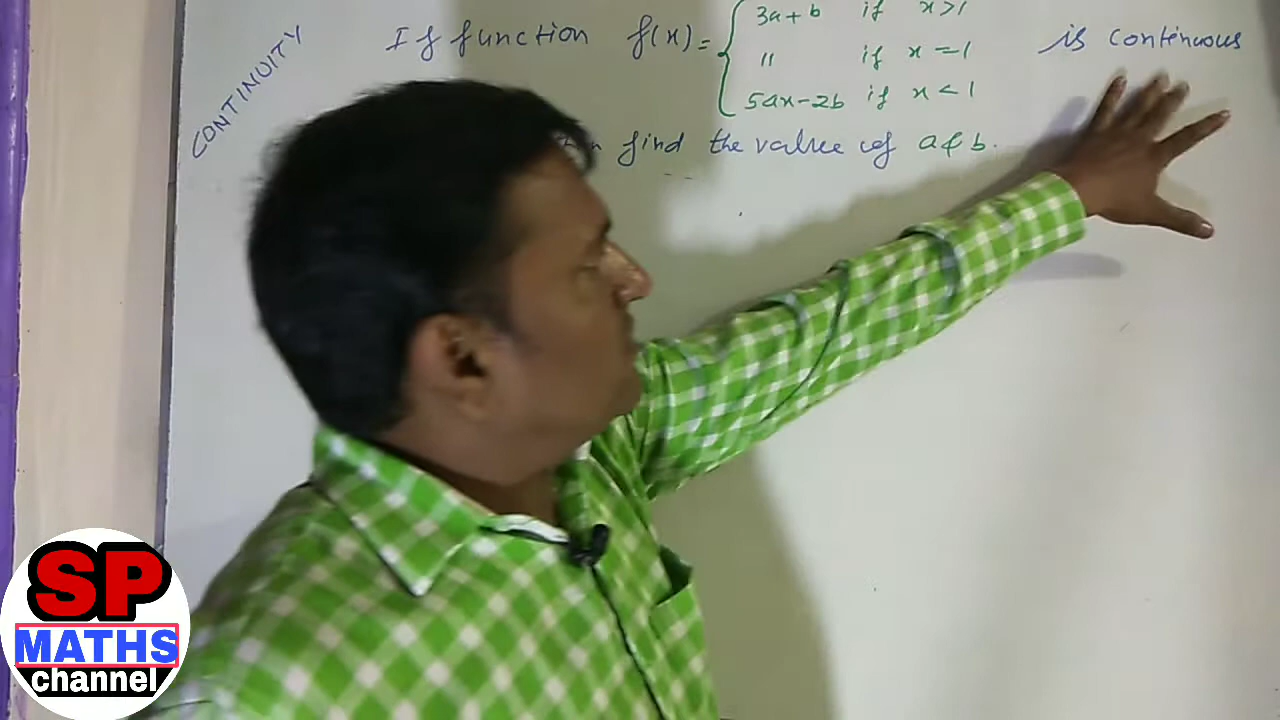 CONTINUITY
If function f(x) = { 3a+b if x>1
11 if x=1
5ax-2b if x<1
is continuous
find the value of a & b.
SP
MATHS
channel